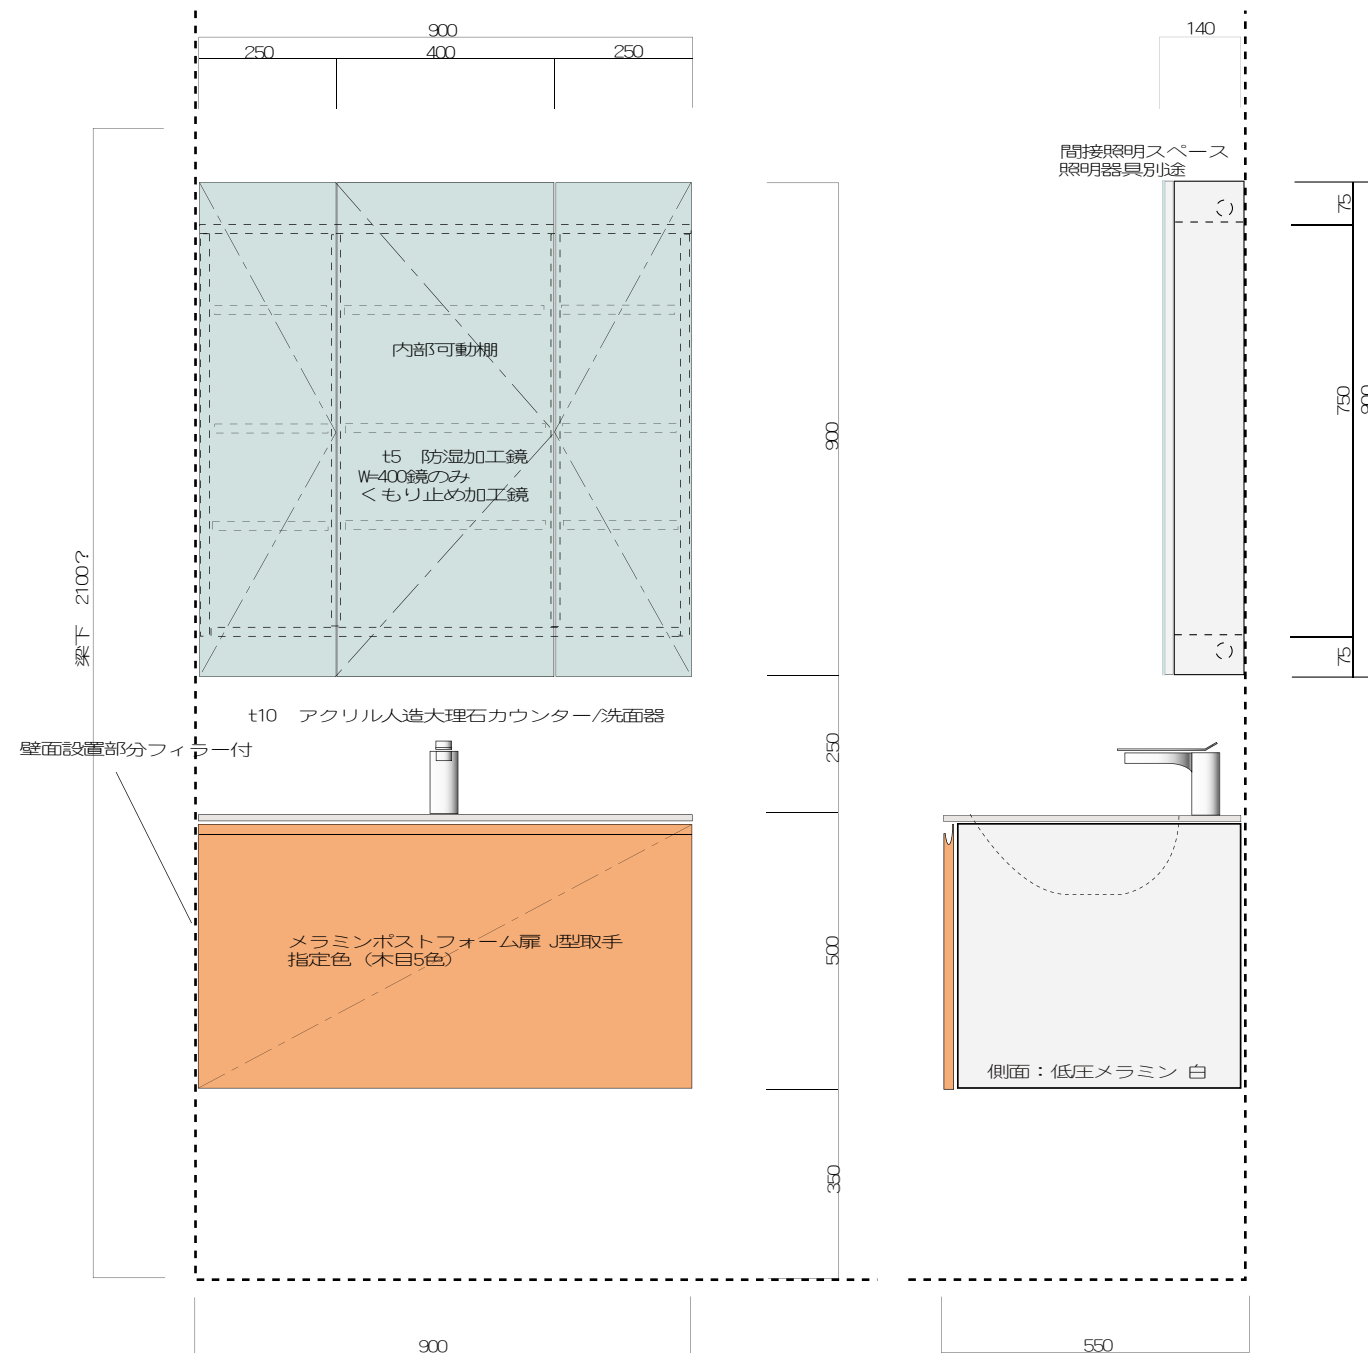 900
250
400
250
140
間接照明スペース
照明器具別途
75
750
900
75
内部可動棚
t5 防湿加工鏡
W=400鏡のみ
くもり止め加工鏡
900
梁下 2100?
t10 アクリル人造大理石カウンター/洗面器
壁面設置部分フィラー付
250
メラミンポストフォーム扉 J型取手
指定色（木目5色）
500
側面：低圧メラミン 白
350
900
550